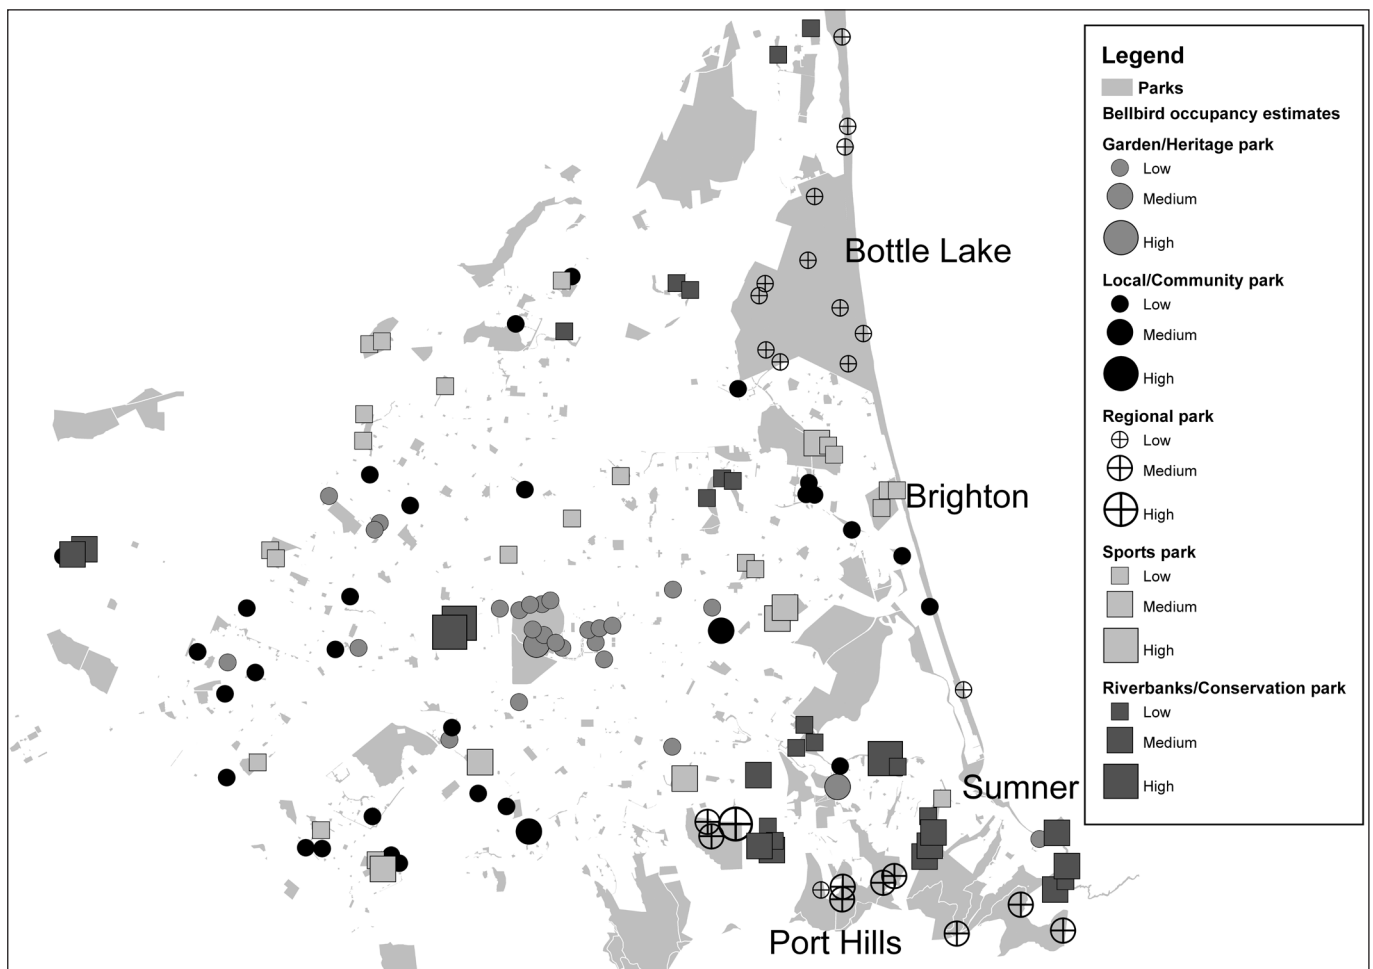 Legend
Parks
Bellbird occupancy estimates
Garden/Heritage park
Low
Medium
High
Local/Community park
Low
Medium
High
Regional park
Low
Medium
High
Sports park
Low
Medium
High
Riverbanks/Conservation park
Low
Medium
High
Bottle Lake
Brighton
Sumner
Port Hills